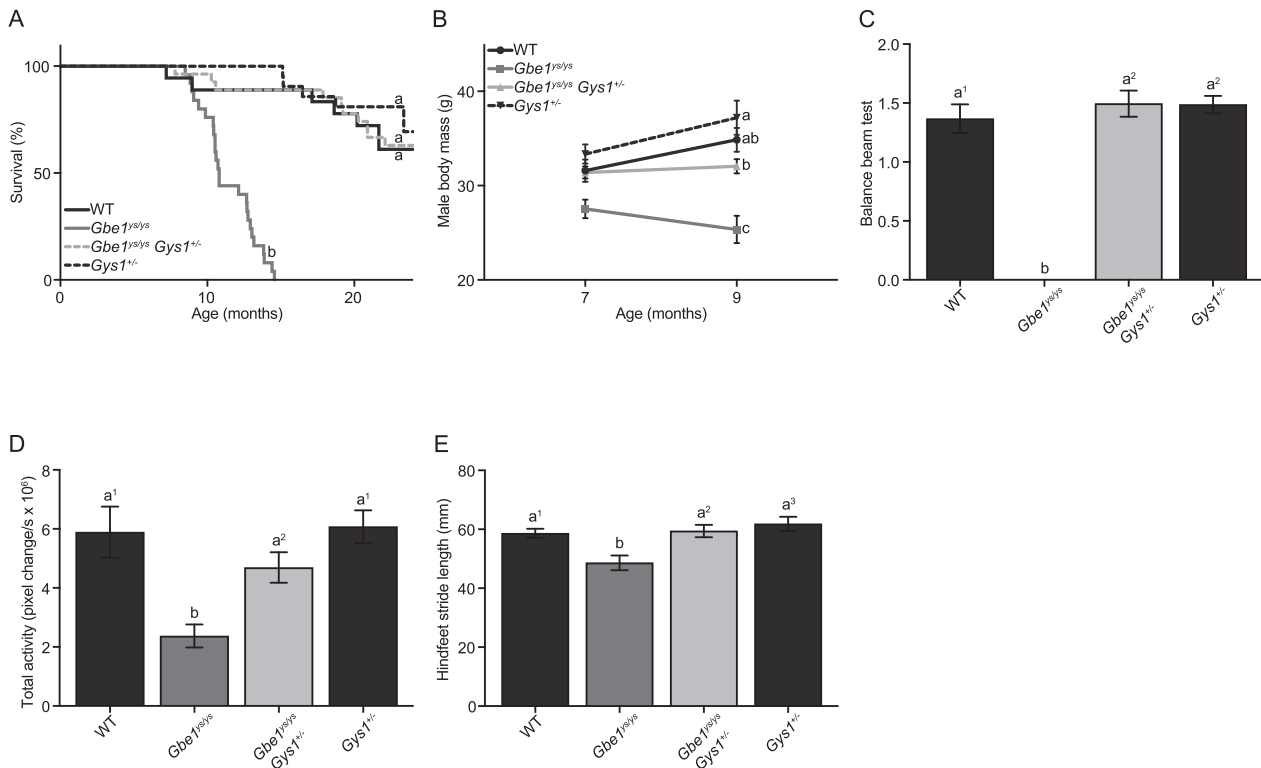 A
Survival (%)
100
50
0
0
10
20
Age (months)
WT
Gbe1ys/ys
Gbe1ys/ys Gys1+/-
Gys1+/-
a
a
a
b
B
Male body mass (g)
40
30
20
7
9
Age (months)
WT
Gbe1ys/ys
Gbe1ys/ys Gys1+/-
Gys1+/-
a
ab
b
c
C
Balance beam test
2.0
1.5
1.0
0.5
0.0
a1
b
a2
a2
WT
Gbe1ys/ys
Gbe1ys/ys
Gys1+/-
Gys1+/-
D
Total activity (pixel change/s x 10⁶)
8
6
4
2
0
a1
b
a2
a1
WT
Gbe1ys/ys
Gbe1ys/ys
Gys1+/-
Gys1+/-
E
Hindfeet stride length (mm)
80
60
40
20
0
a1
b
a2
a3
WT
Gbe1ys/ys
Gbe1ys/ys
Gys1+/-
Gys1+/-